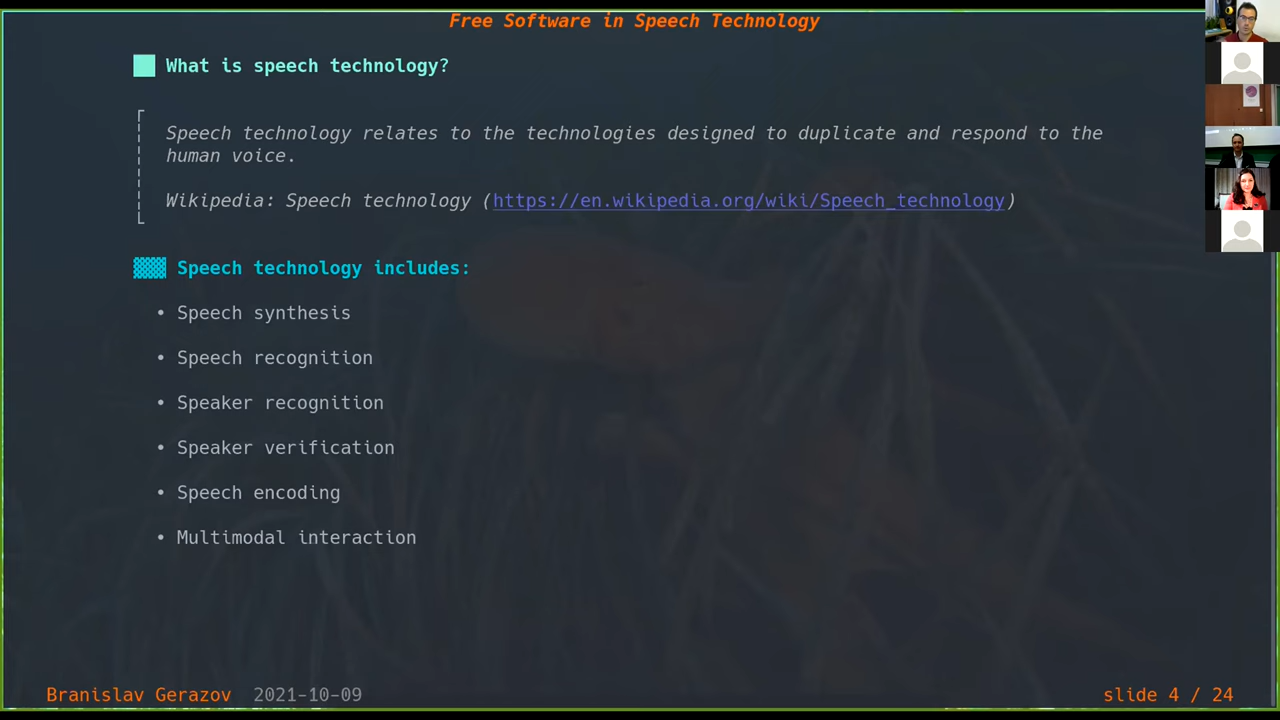 Free Software in Speech Technology
What is speech technology?
Speech technology relates to the technologies designed to duplicate and respond to the
human voice.
Wikipedia: Speech technology (https://en.wikipedia.org/wiki/Speech_technology)
Speech technology includes:
• Speech synthesis
• Speech recognition
• Speaker recognition
• Speaker verification
• Speech encoding
• Multimodal interaction
Branislav Gerazov 2021-10-09
slide 4 / 24